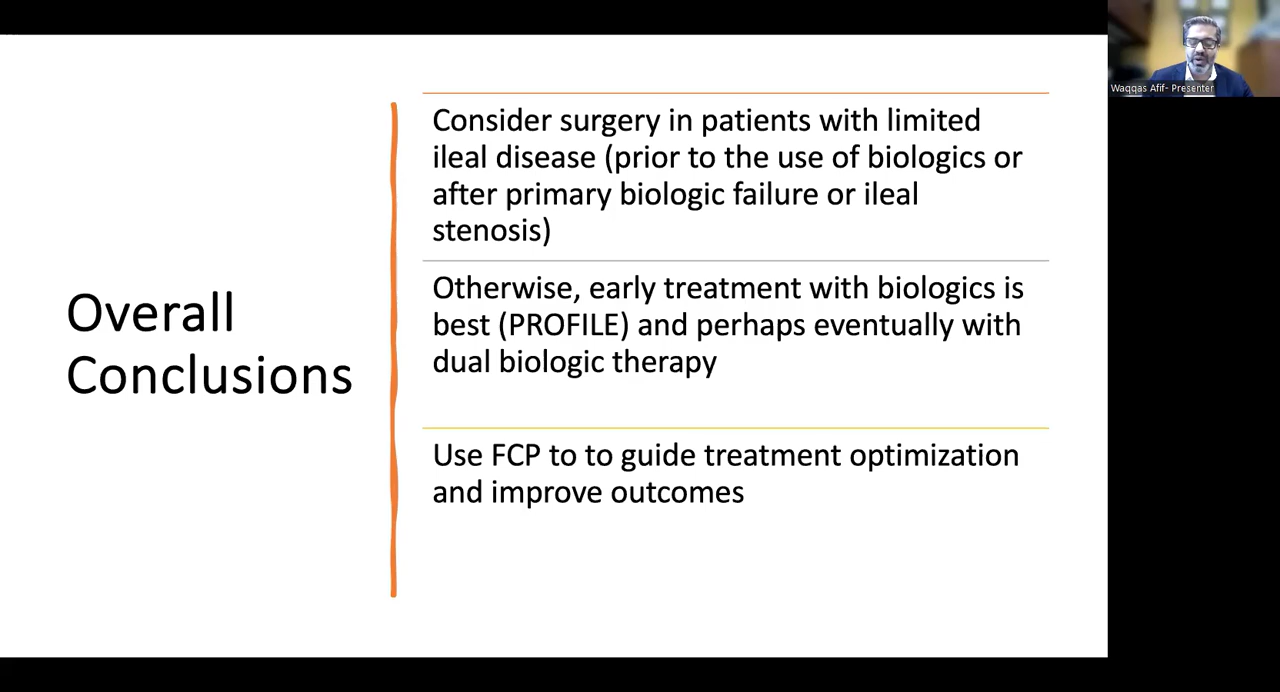 Waqqas Afif- Presenter
Overall
Conclusions
Consider surgery in patients with limited
ileal disease (prior to the use of biologics or
after primary biologic failure or ileal
stenosis)
Otherwise, early treatment with biologics is
best (PROFILE) and perhaps eventually with
dual biologic therapy
Use FCP to to guide treatment optimization
and improve outcomes